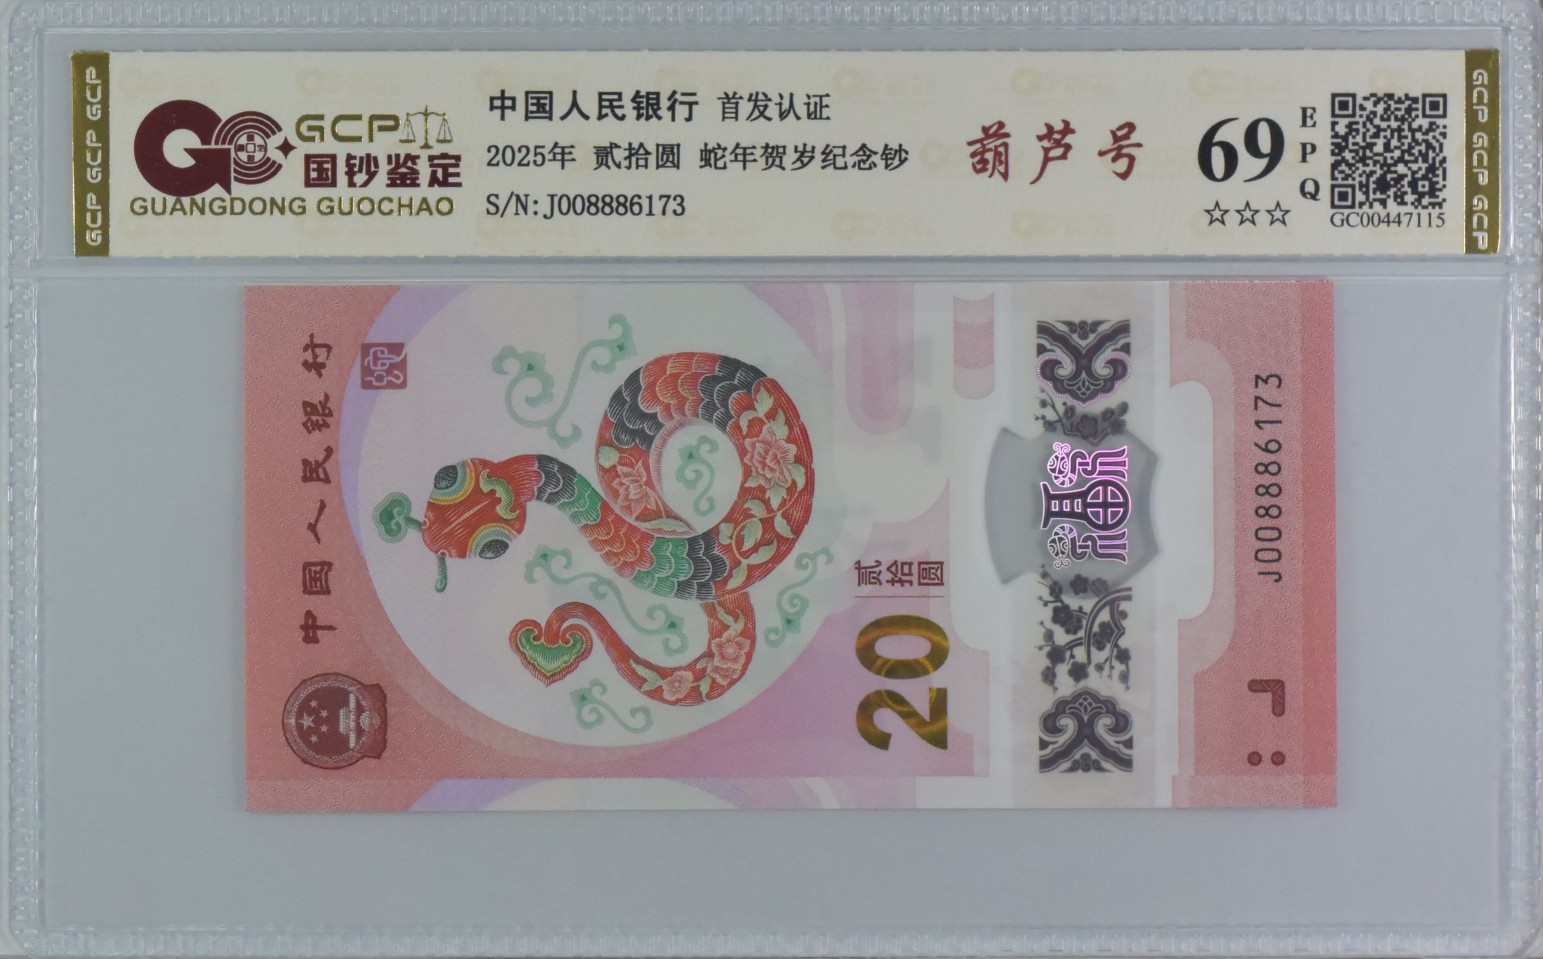 GCP GCP GCP
GCP
国钞鉴定
GUANGDONG GUOCHAO
中国人民银行 首发认证
2025年 贰拾圆 蛇年贺岁纪念钞
S/N:J008886173
葫芦号
69
☆☆☆
EPQ
GC00447115
GCP GCP GCP
中国人民银行
贰拾圆
20
J008886173